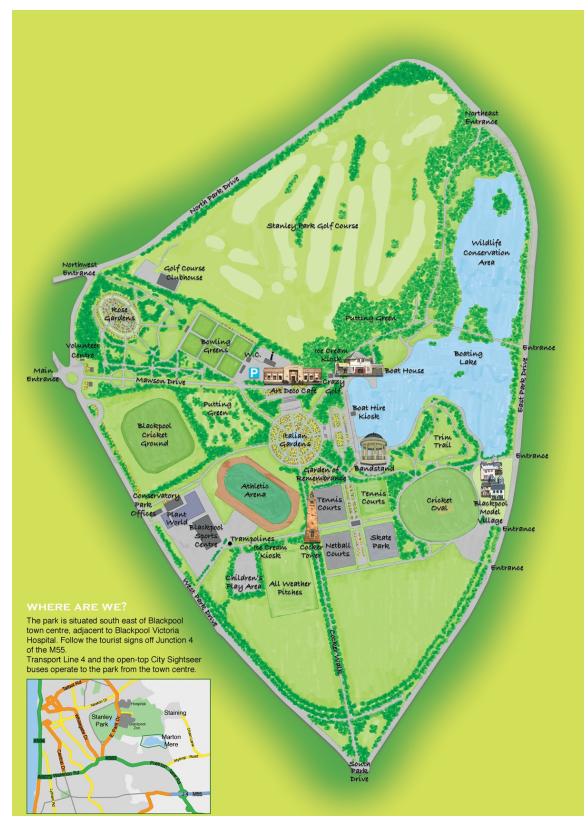 Northeast
Entrance
North Park Drive
Stanley Park Golf Course
Wildlife
Conservation
Area
Northwest
Entrance
Golf Course
Clubhouse
Rose
Gardens
Putting Green
Bowling
Greens
Volunteer
Centre
W.C.
P
Ice Cream
Kiosk
Boat House
Boating
Lake
Entrance
East Park Drive
Main
Entrance
Mawson Drive
Art Deco Cafe
Crazy
Golf
Putting
Green
Boat Hire
Kiosk
Blackpool
Cricket
Ground
Italian
Gardens
Trim
Trail
Bandstand
Entrance
Garden of
Remembrance
Athletic
Arena
Conservatory
Park
Offices
Plant
World
Tennis
Courts
Tennis
Courts
Cricket
Oval
Blackpool
Model
Village
Blackpool
Sports
Centre
Trampolines
Ice Cream
Kiosk
Cocker
Tower
Netball
Courts
Skate
Park
Entrance
Entrance
Children's
Play Area
All Weather
Pitches
West Park Drive
Cocker Walk
South
Park
Drive
WHERE ARE WE?
The park is situated south east of Blackpool
town centre, adjacent to Blackpool Victoria
Hospital. Follow the tourist signs off Junction 4
of the M55.
Transport Line 4 and the open-top City Sightseer
buses operate to the park from the town centre.
Hospital
Stanley
Park
Staining
Zoo
Marton
Mere
M55